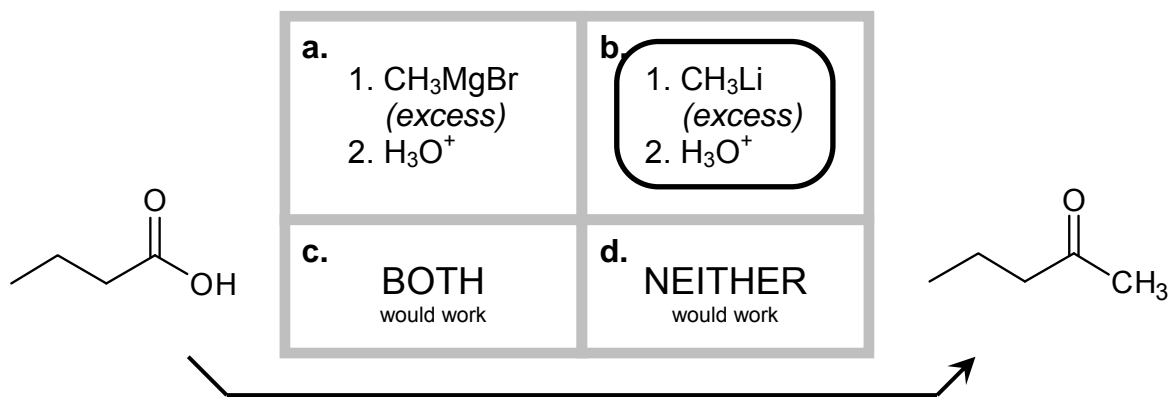 a.
1. CH₃MgBr
(excess)
2. H₃O⁺
b.
1. CH₃Li
(excess)
2. H₃O⁺
c.
BOTH
would work
d.
NEITHER
would work
O
OH
O
CH₃